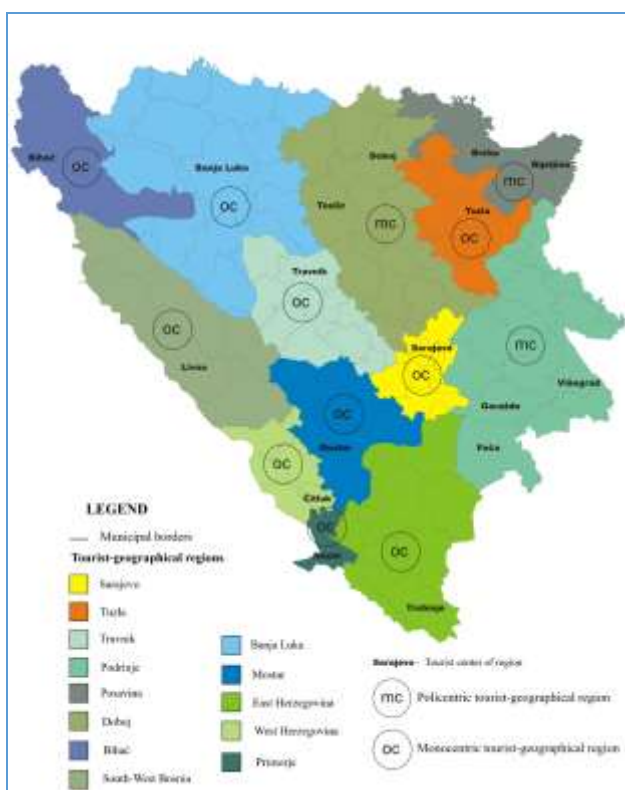 Brčko
Bijeljina
Doboj
mc
Bihać
OC
Banja Luka
OC
Teslić
mc
Tuzla
OC
Travnik
OC
OC
Livno
Sarajevo
OC
mc
Višegrad
Goražde
Foča
OC
Mostar
OC
Čitluk
OC
Neum
OC
Trebinje
LEGEND
Municipal borders
Tourist-geographical regions
Sarajevo
Tuzla
Travnik
Podrinje
Posavina
Doboj
Bihać
South-West Bosnia
Banja Luka
Mostar
East Herzegovina
West Herzegovina
Primorje
Sarajevo - Tourist center of region
mc Policentric tourist-geographical region
OC Monocentric tourist-geographical region